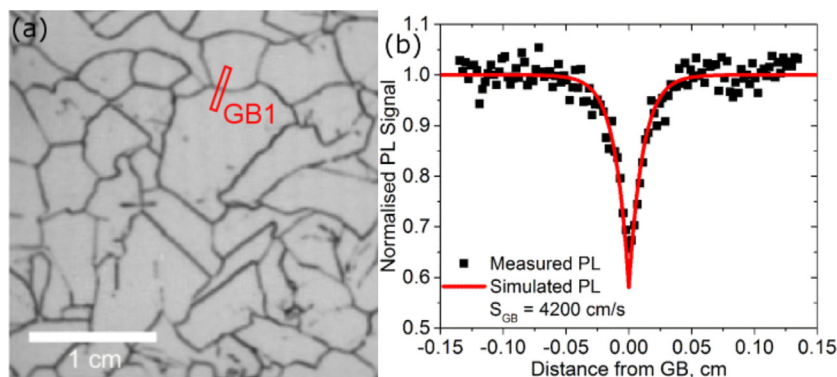 (a)
GB1
1 cm
(b)
Normalised PL Signal
1.1
1.0
0.9
0.8
0.7
0.6
0.5
Measured PL
Simulated PL
S_GB = 4200 cm/s
-0.15 -0.10 -0.05 0.00 0.05 0.10 0.15
Distance from GB, cm